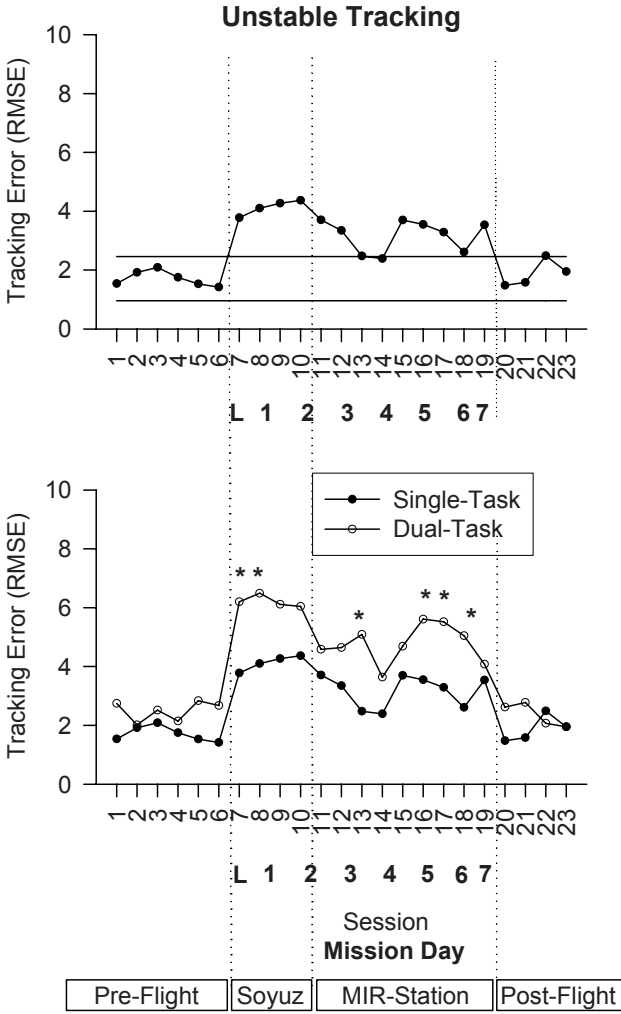 Unstable Tracking
Tracking Error (RMSE)
10
8
6
4
2
0
1 2 3 4 5 6 7 8 9 10 11 12 13 14 15 16 17 18 19 20 21 22 23
L 1 2 3 4 5 6 7
Tracking Error (RMSE)
10
8
6
4
2
0
Single-Task
Dual-Task
* * * * * *
1 2 3 4 5 6 7 8 9 10 11 12 13 14 15 16 17 18 19 20 21 22 23
L 1 2 3 4 5 6 7
Session
Mission Day
Pre-Flight Soyuz MIR-Station Post-Flight